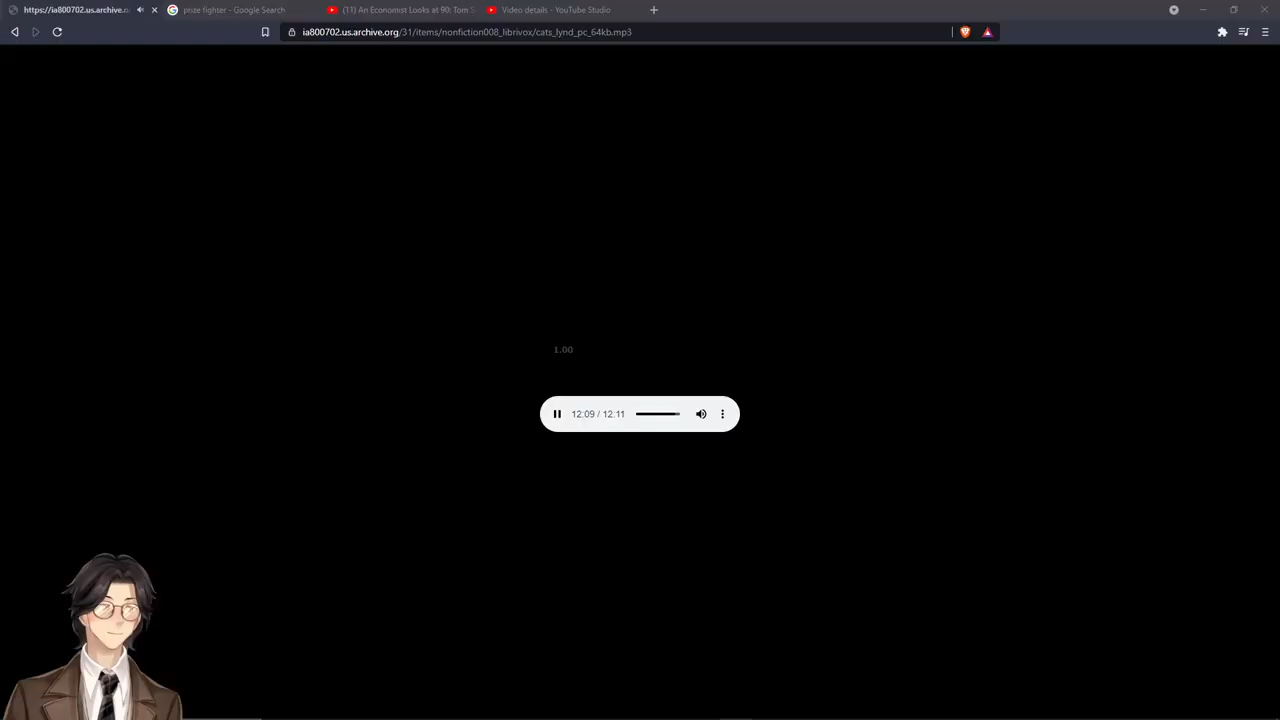 https://ia800702.us.archive.o
prize fighter - Google Search
(11) An Economist Looks at 90: Tom S
Video details - YouTube Studio
ia800702.us.archive.org/31/items/nonfiction008_librivox/cats_lynd_pc_64kb.mp3
1.00
12:09 / 12:11